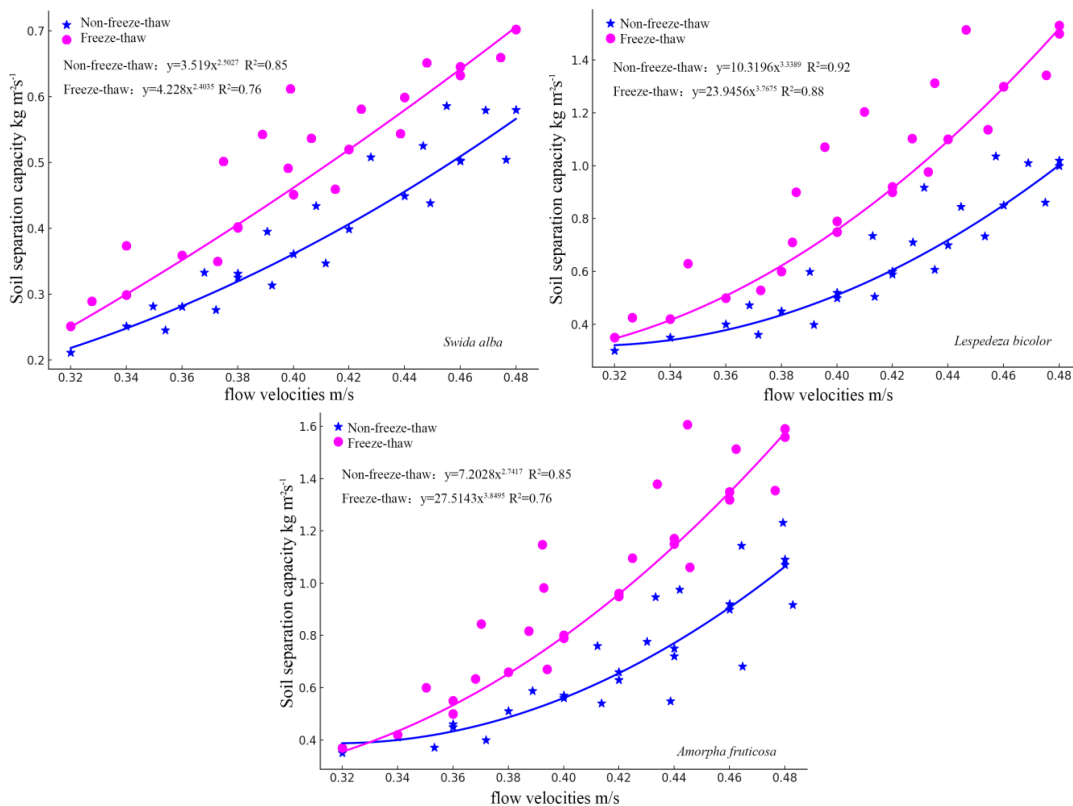 Non-freeze-thaw
Freeze-thaw
Non-freeze-thaw：y=3.519x^2.5027 R²=0.85
Freeze-thaw：y=4.228x^2.4035 R²=0.76
Soil separation capacity kg m⁻²s⁻¹
0.7
0.6
0.5
0.4
0.3
0.2
Swida alba
0.32 0.34 0.36 0.38 0.40 0.42 0.44 0.46 0.48
flow velocities m/s
Non-freeze-thaw
Freeze-thaw
Non-freeze-thaw：y=10.3196x^3.3389 R²=0.92
Freeze-thaw：y=23.9456x^3.7675 R²=0.88
Soil separation capacity kg m⁻²s⁻¹
1.4
1.2
1.0
0.8
0.6
0.4
Lespedeza bicolor
0.32 0.34 0.36 0.38 0.40 0.42 0.44 0.46 0.48
flow velocities m/s
Non-freeze-thaw
Freeze-thaw
Non-freeze-thaw：y=7.2028x^2.7417 R²=0.85
Freeze-thaw：y=27.5143x^3.8495 R²=0.76
Soil separation capacity kg m⁻²s⁻¹
1.6
1.4
1.2
1.0
0.8
0.6
0.4
Amorpha fruticosa
0.32 0.34 0.36 0.38 0.40 0.42 0.44 0.46 0.48
flow velocities m/s